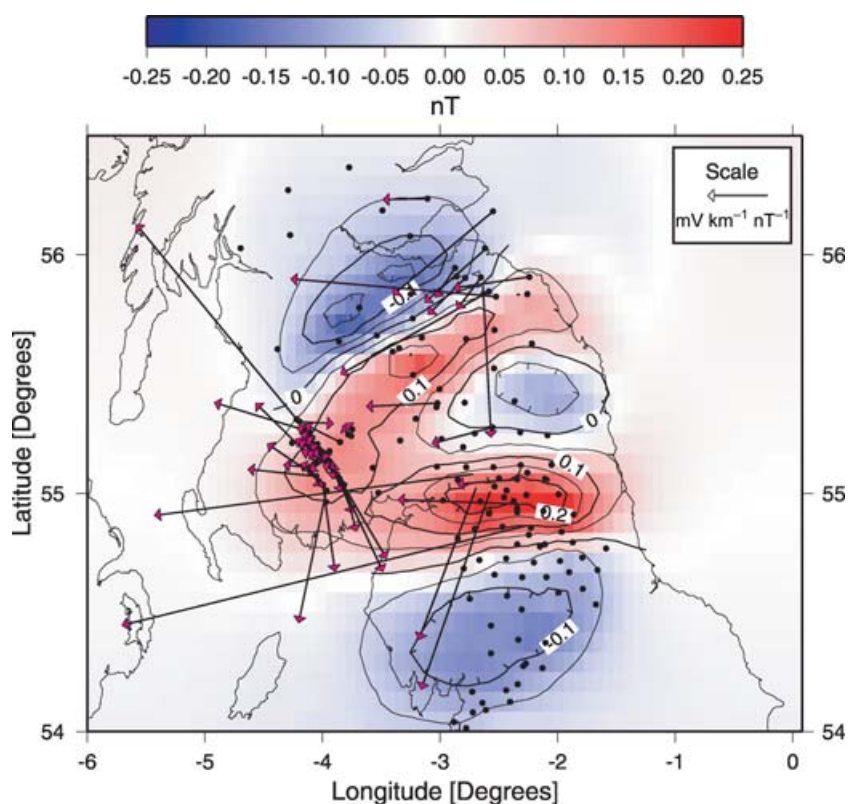 -0.25 -0.20 -0.15 -0.10 -0.05 0.00 0.05 0.10 0.15 0.20 0.25
nT
Scale
mV km⁻¹ nT⁻¹
56 56
-0.1
0
0.1
0
0.1
55 55
0.2
-0.1
54 54
-6 -5 -4 -3 -2 -1 0
Latitude [Degrees]
Longitude [Degrees]